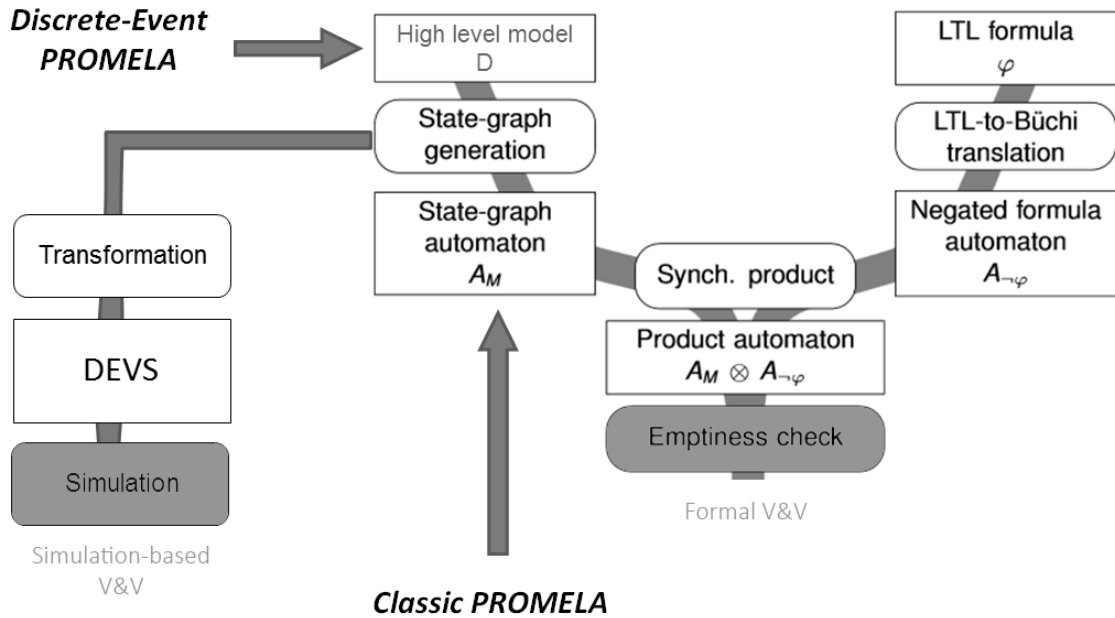 Discrete-Event
PROMELA
High level model
D
State-graph
generation
State-graph
automaton
A_M
LTL formula
φ
LTL-to-Büchi
translation
Negated formula
automaton
A_¬φ
Transformation
DEVS
Simulation
Simulation-based
V&V
Synch. product
Product automaton
A_M ⊗ A_¬φ
Emptiness check
Formal V&V
Classic PROMELA